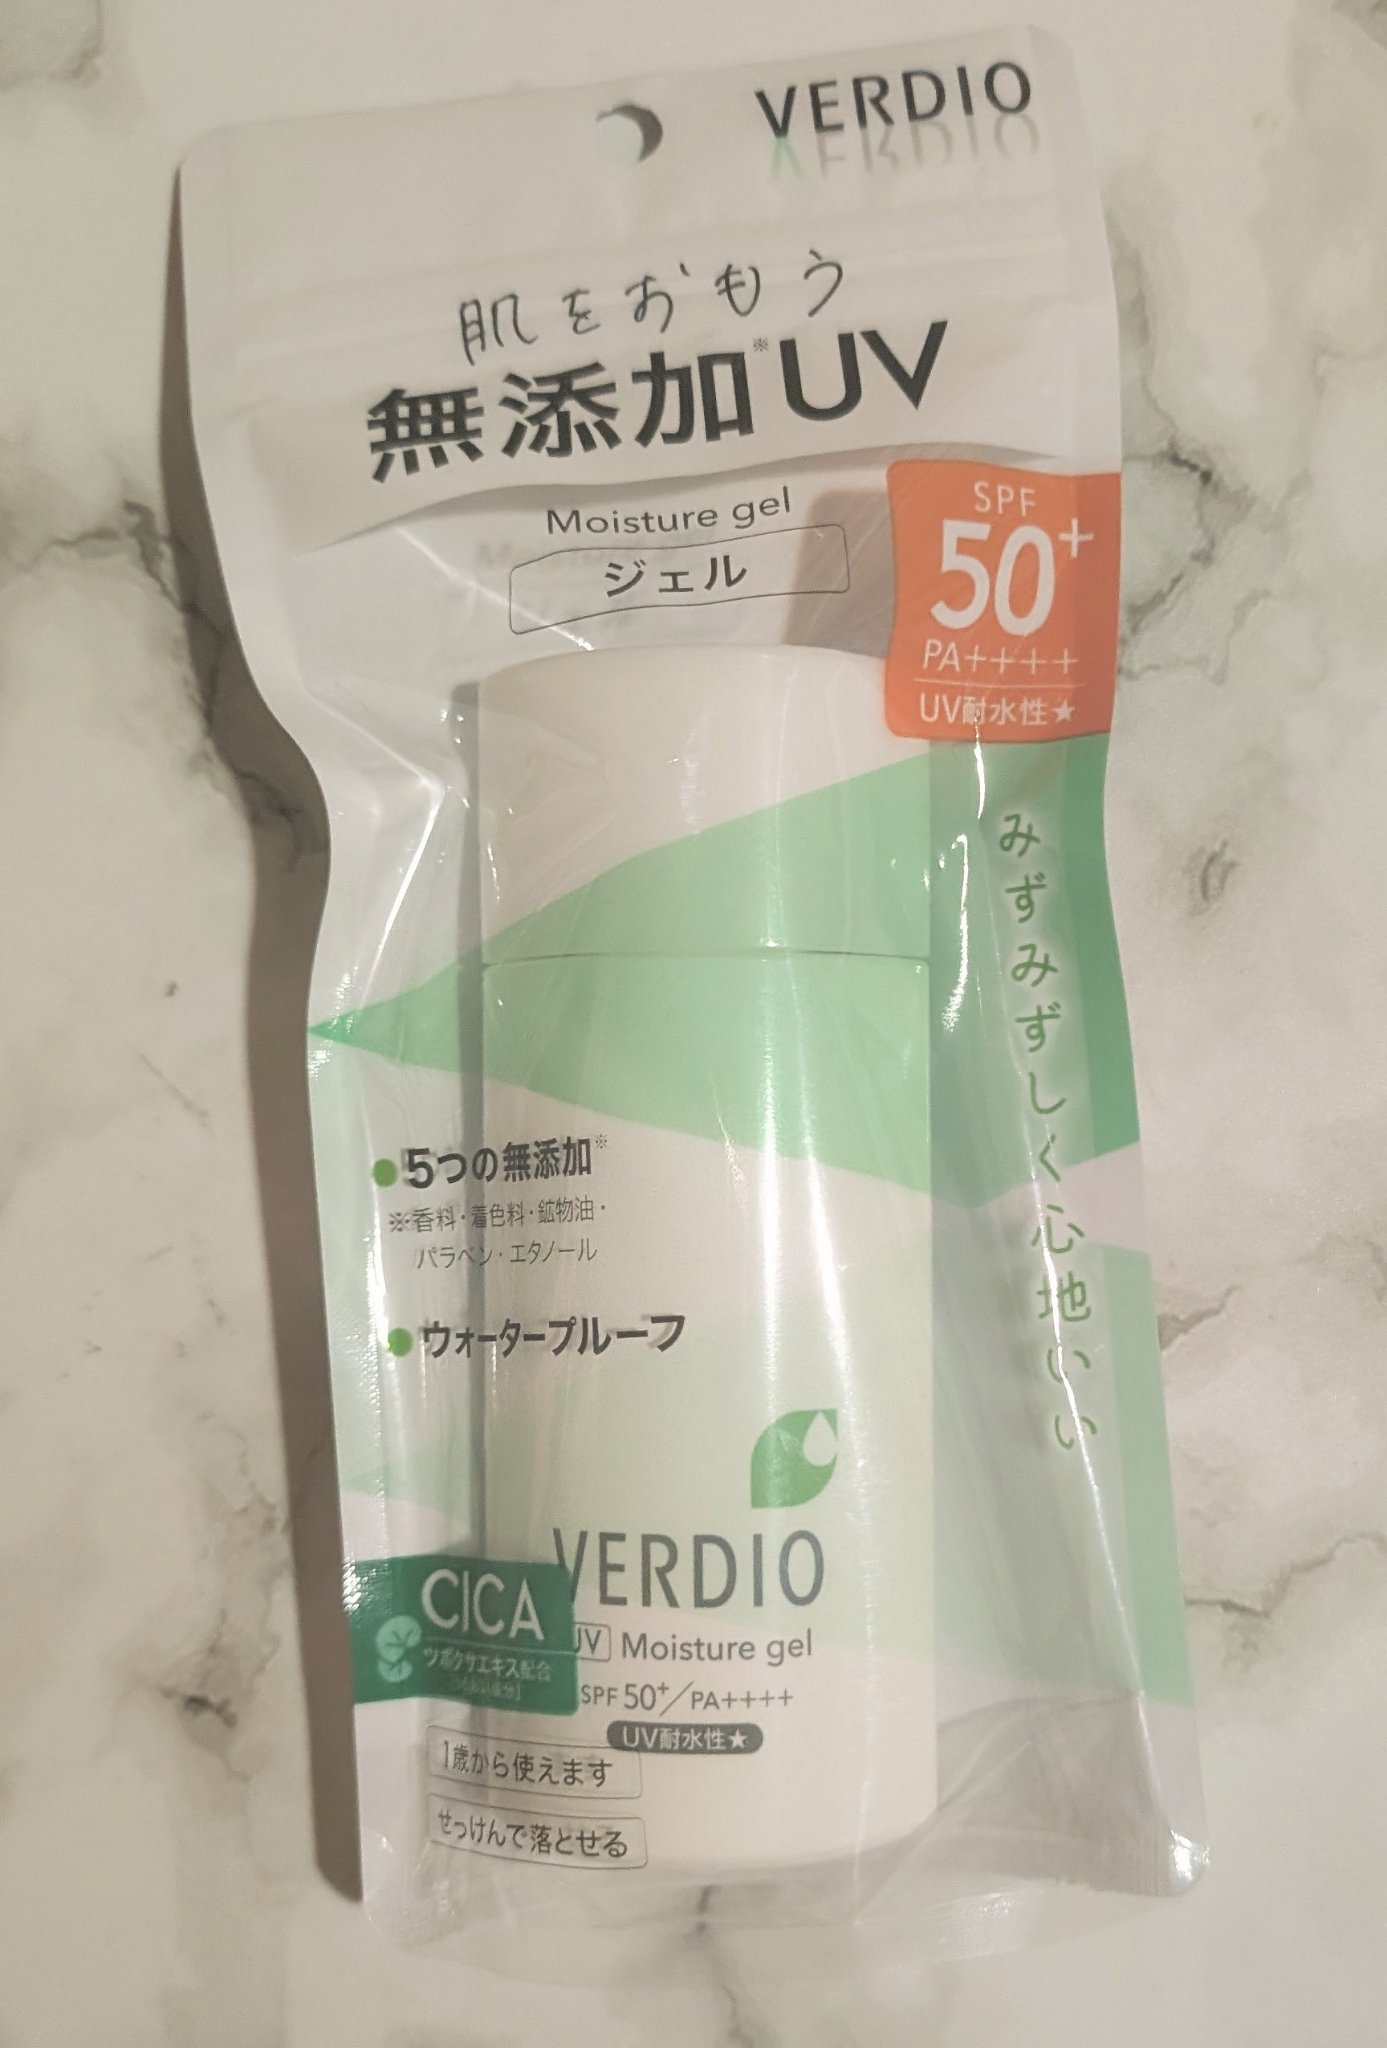 VERDIO
肌をおもう
無添加※UV
Moisture gel
ジェル
SPF
50+
PA++++
UV耐水性★
みずみずしく心地いい
●5つの無添加※
※香料・着色料・鉱物油・
パラベン・エタノール
●ウォータープルーフ
VERDIO
CICA
ツボクサエキス配合
UV Moisture gel
SPF 50+/PA++++
UV耐水性★
1歳から使えます
せっけんで落とせる